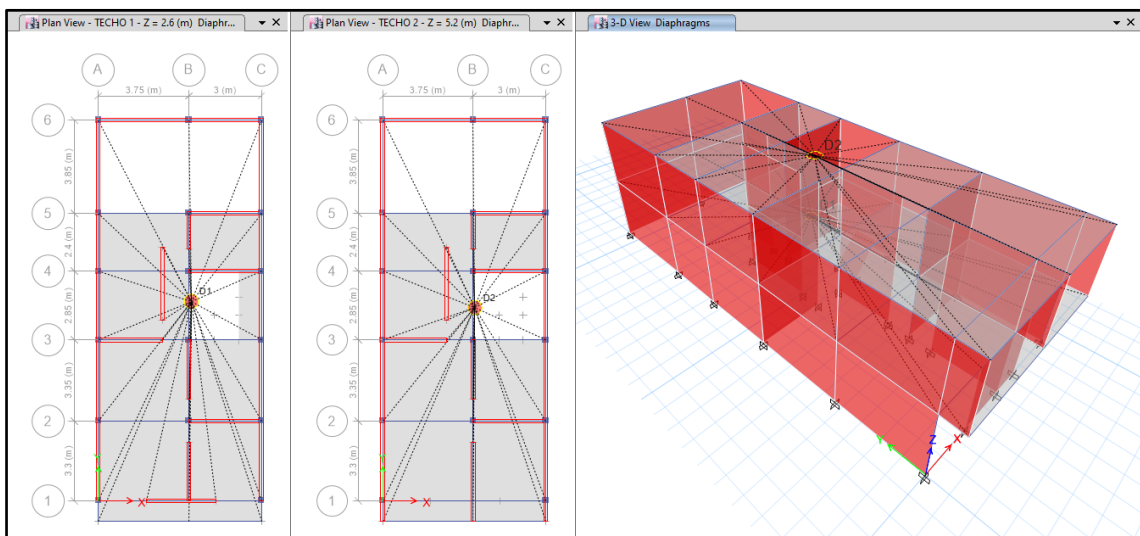 Plan View - TECHO 1 - Z = 2.6 (m) Diaphr...
A
B
C
3.75 (m)
3 (m)
6
3.85 (m)
5
2.4 (m)
4
2.85 (m)
D1
3
3.35 (m)
2
3.3 (m)
Y
1
X
Plan View - TECHO 2 - Z = 5.2 (m) Diaphr...
A
B
C
3.75 (m)
3 (m)
6
3.85 (m)
5
2.4 (m)
4
2.85 (m)
D2
3
3.35 (m)
2
3.3 (m)
Y
1
X
3-D View Diaphragms
D2
Y
Z
X